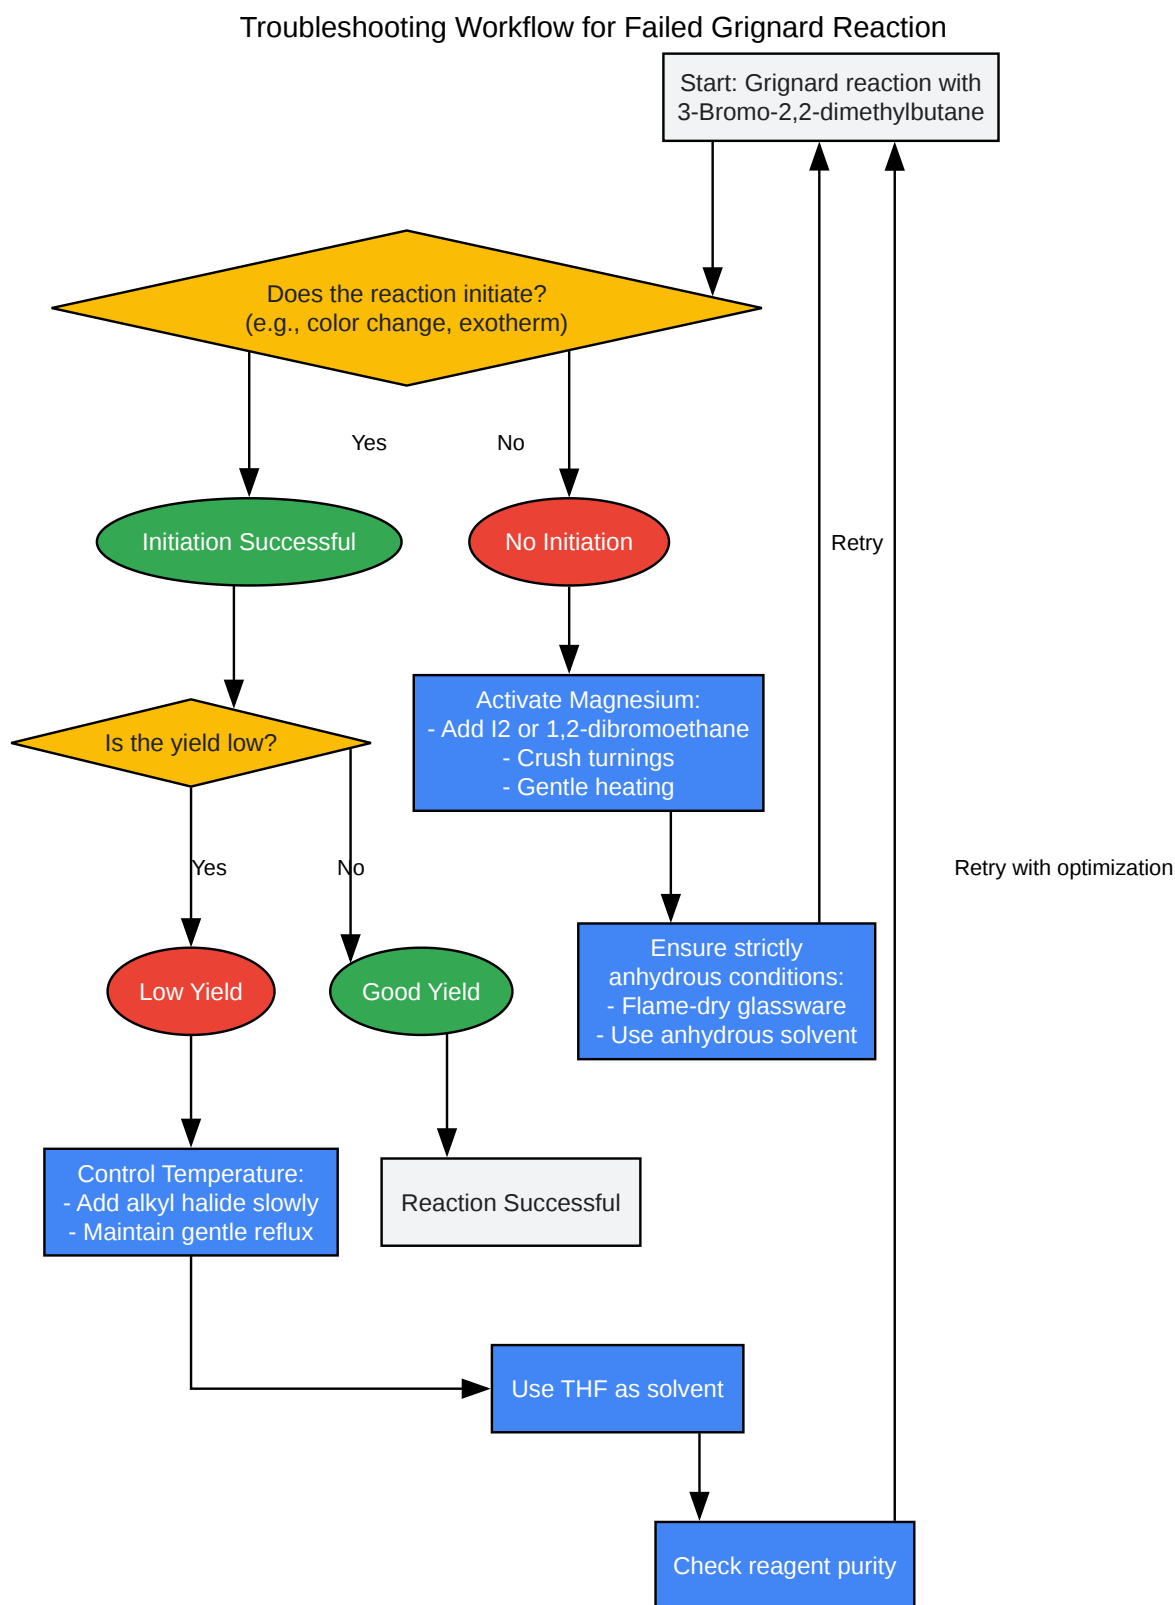 Troubleshooting Workflow for Failed Grignard Reaction
Start: Grignard reaction with
3-Bromo-2,2-dimethylbutane
Does the reaction initiate?
(e.g., color change, exotherm)
Yes
No
Initiation Successful
No Initiation
Retry
Activate Magnesium:
- Add I2 or 1,2-dibromoethane
- Crush turnings
- Gentle heating
Is the yield low?
Yes
No
Retry with optimization
Low Yield
Good Yield
Ensure strictly
anhydrous conditions:
- Flame-dry glassware
- Use anhydrous solvent
Control Temperature:
- Add alkyl halide slowly
- Maintain gentle reflux
Reaction Successful
Use THF as solvent
Check reagent purity